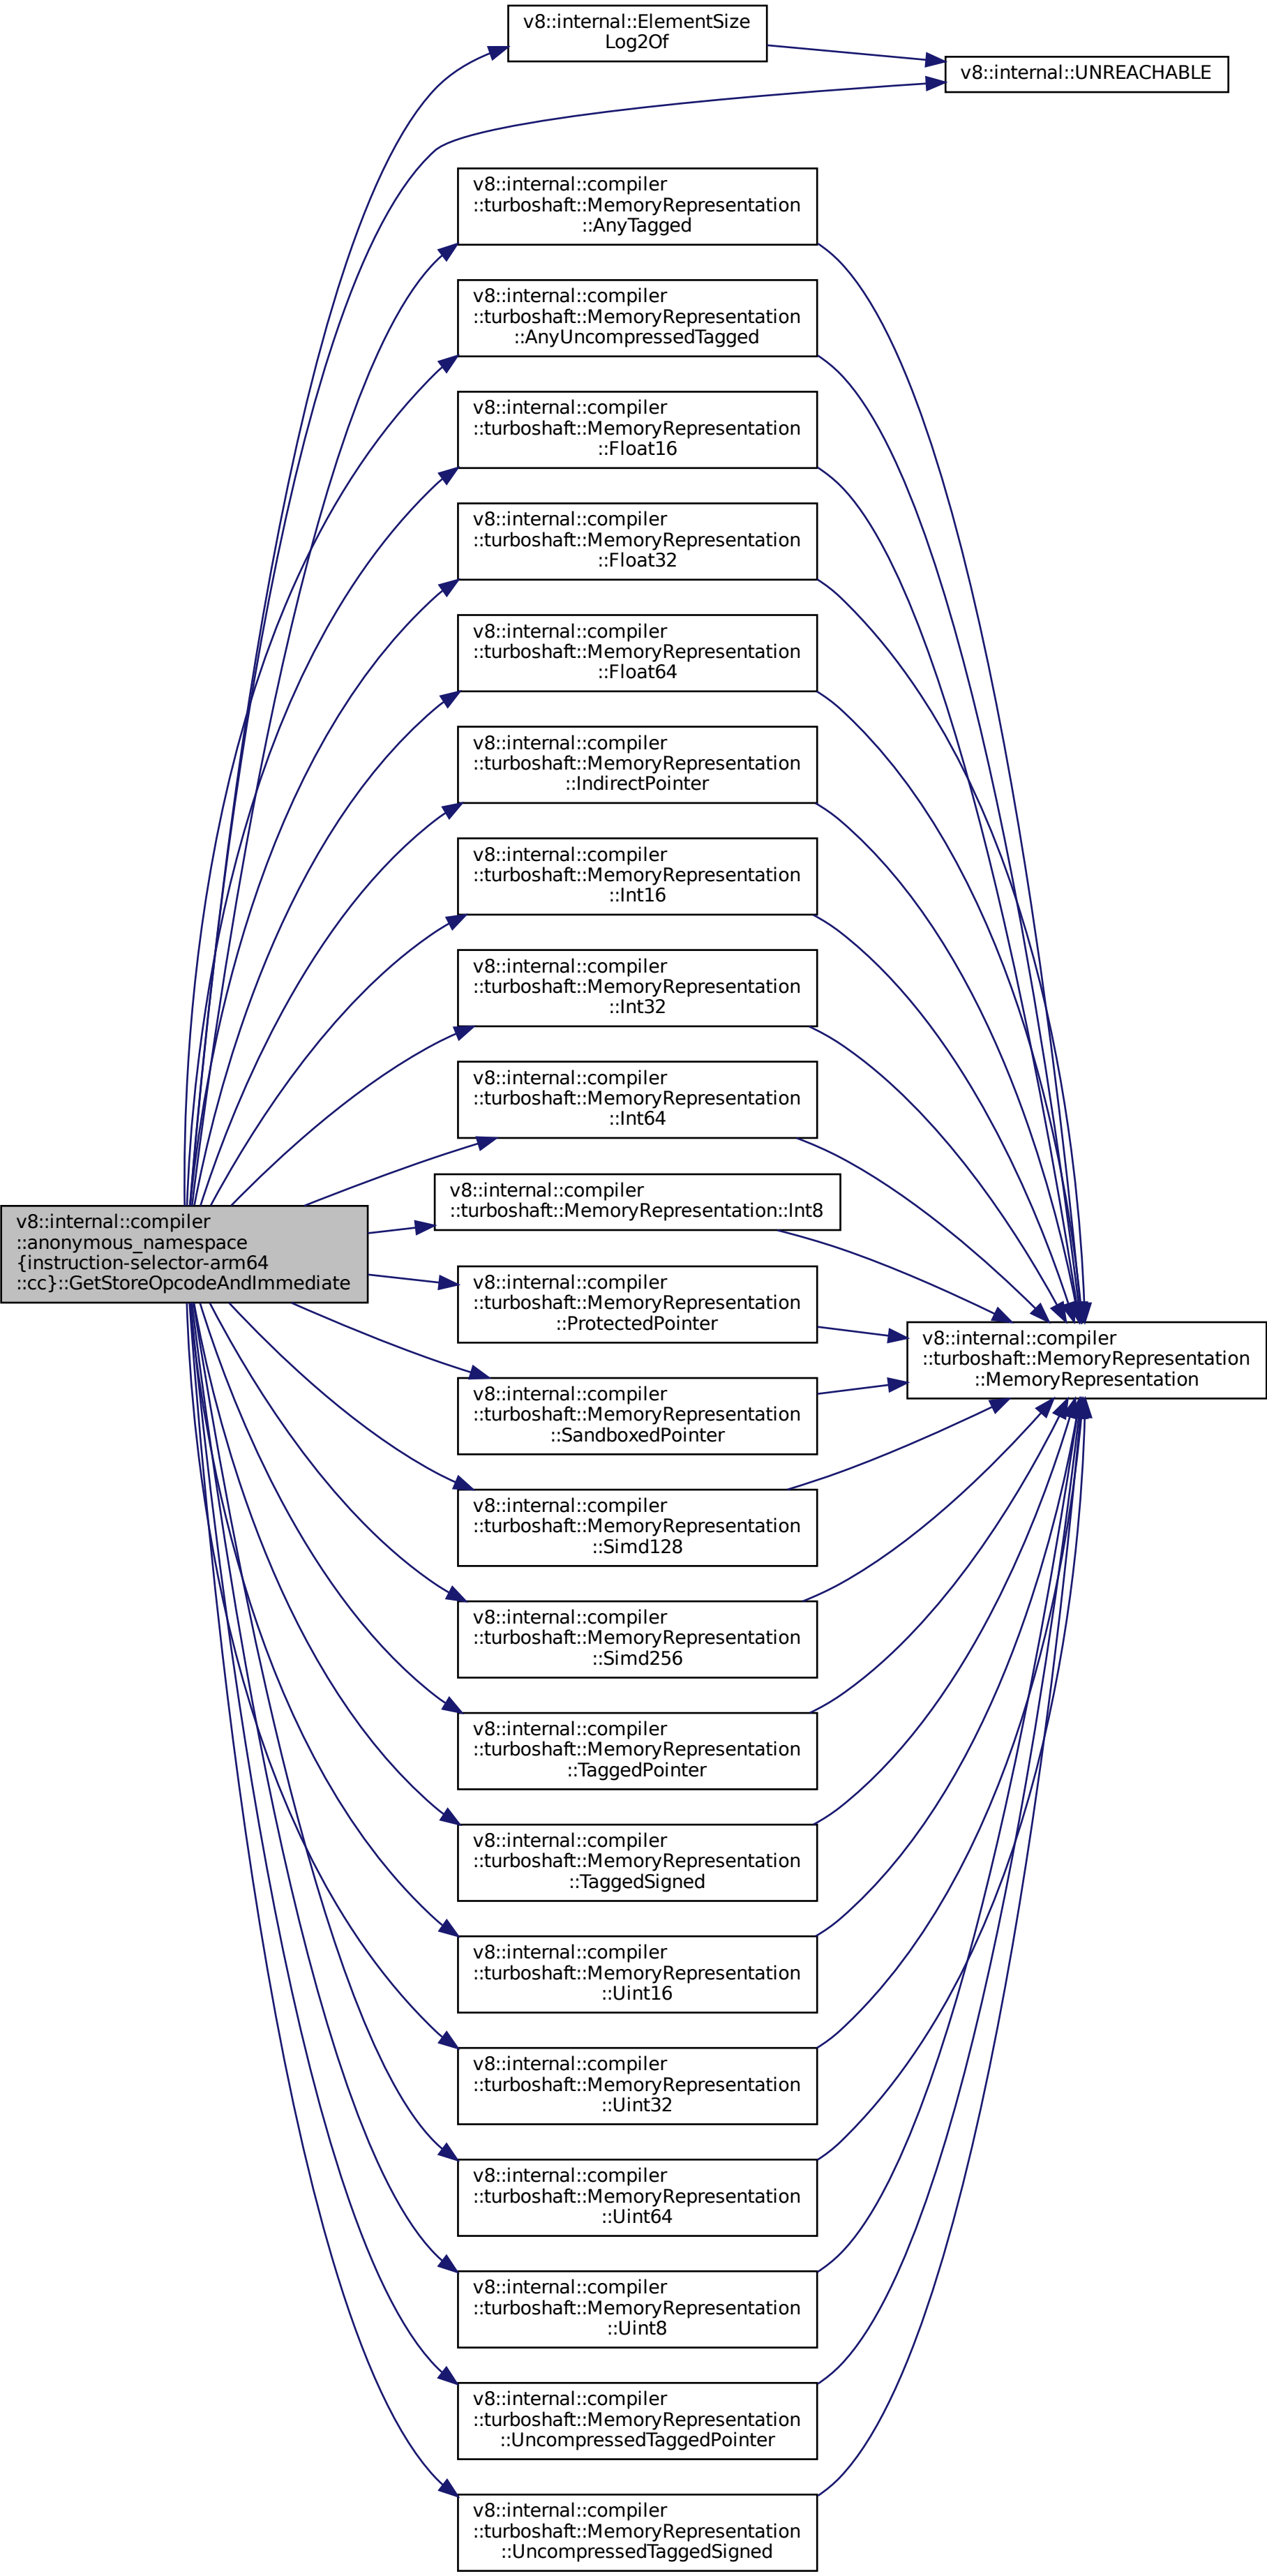 v8::internal::ElementSize
Log2Of
v8::internal::UNREACHABLE
v8::internal::compiler
::turboshaft::MemoryRepresentation
::AnyTagged
v8::internal::compiler
::turboshaft::MemoryRepresentation
::AnyUncompressedTagged
v8::internal::compiler
::turboshaft::MemoryRepresentation
::Float16
v8::internal::compiler
::turboshaft::MemoryRepresentation
::Float32
v8::internal::compiler
::turboshaft::MemoryRepresentation
::Float64
v8::internal::compiler
::turboshaft::MemoryRepresentation
::IndirectPointer
v8::internal::compiler
::turboshaft::MemoryRepresentation
::Int16
v8::internal::compiler
::turboshaft::MemoryRepresentation
::Int32
v8::internal::compiler
::turboshaft::MemoryRepresentation
::Int64
v8::internal::compiler
::turboshaft::MemoryRepresentation::Int8
v8::internal::compiler
::anonymous_namespace
{instruction-selector-arm64
::cc}::GetStoreOpcodeAndImmediate
v8::internal::compiler
::turboshaft::MemoryRepresentation
::ProtectedPointer
v8::internal::compiler
::turboshaft::MemoryRepresentation
::MemoryRepresentation
v8::internal::compiler
::turboshaft::MemoryRepresentation
::SandboxedPointer
v8::internal::compiler
::turboshaft::MemoryRepresentation
::Simd128
v8::internal::compiler
::turboshaft::MemoryRepresentation
::Simd256
v8::internal::compiler
::turboshaft::MemoryRepresentation
::TaggedPointer
v8::internal::compiler
::turboshaft::MemoryRepresentation
::TaggedSigned
v8::internal::compiler
::turboshaft::MemoryRepresentation
::Uint16
v8::internal::compiler
::turboshaft::MemoryRepresentation
::Uint32
v8::internal::compiler
::turboshaft::MemoryRepresentation
::Uint64
v8::internal::compiler
::turboshaft::MemoryRepresentation
::Uint8
v8::internal::compiler
::turboshaft::MemoryRepresentation
::UncompressedTaggedPointer
v8::internal::compiler
::turboshaft::MemoryRepresentation
::UncompressedTaggedSigned